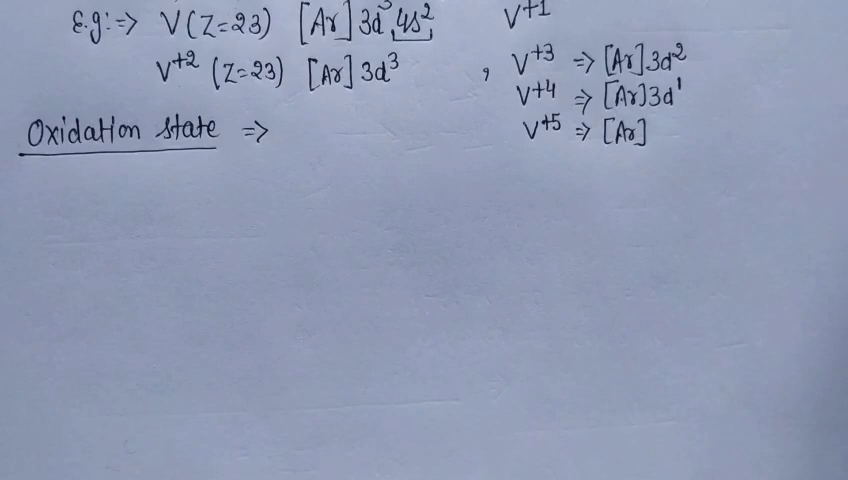 E.g:⇒ V(Z=23) [Ar] 3d³ 4s² V⁺¹
V⁺² (Z=23) [Ar] 3d³ , V⁺³ ⇒ [Ar] 3d²
V⁺⁴ ⇒ [Ar] 3d¹
Oxidation state ⇒ V⁺⁵ ⇒ [Ar]